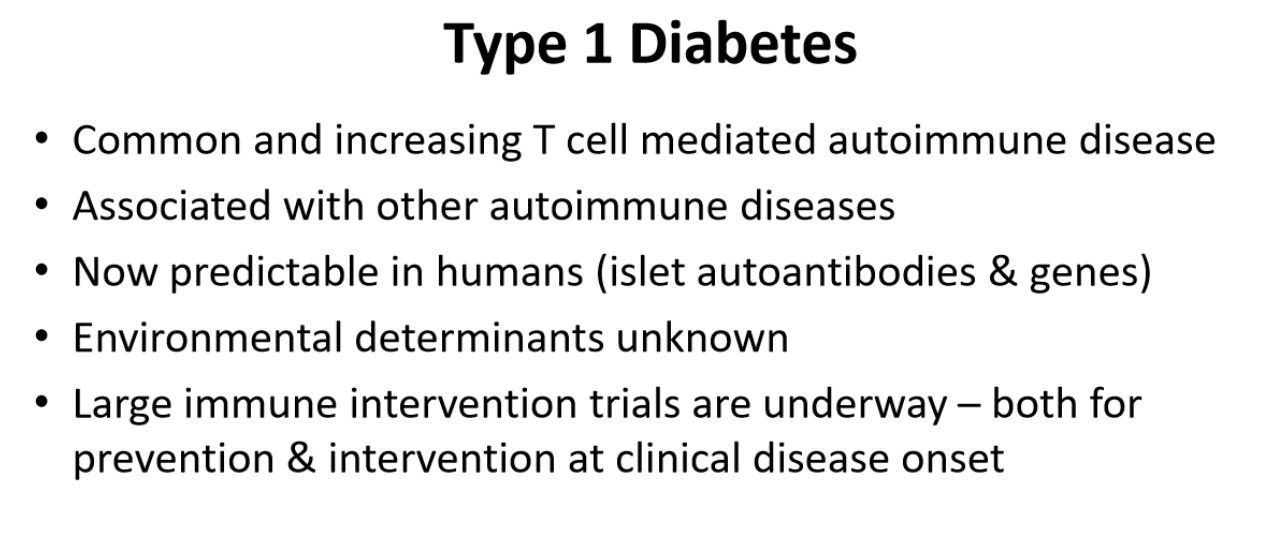 Type 1 Diabetes
• Common and increasing T cell mediated autoimmune disease
• Associated with other autoimmune diseases
• Now predictable in humans (islet autoantibodies & genes)
• Environmental determinants unknown
• Large immune intervention trials are underway – both for
prevention & intervention at clinical disease onset